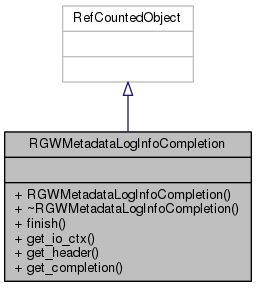 RefCountedObject
RGWMetadataLogInfoCompletion
+ RGWMetadataLogInfoCompletion()
+ ~RGWMetadataLogInfoCompletion()
+ finish()
+ get_io_ctx()
+ get_header()
+ get_completion()